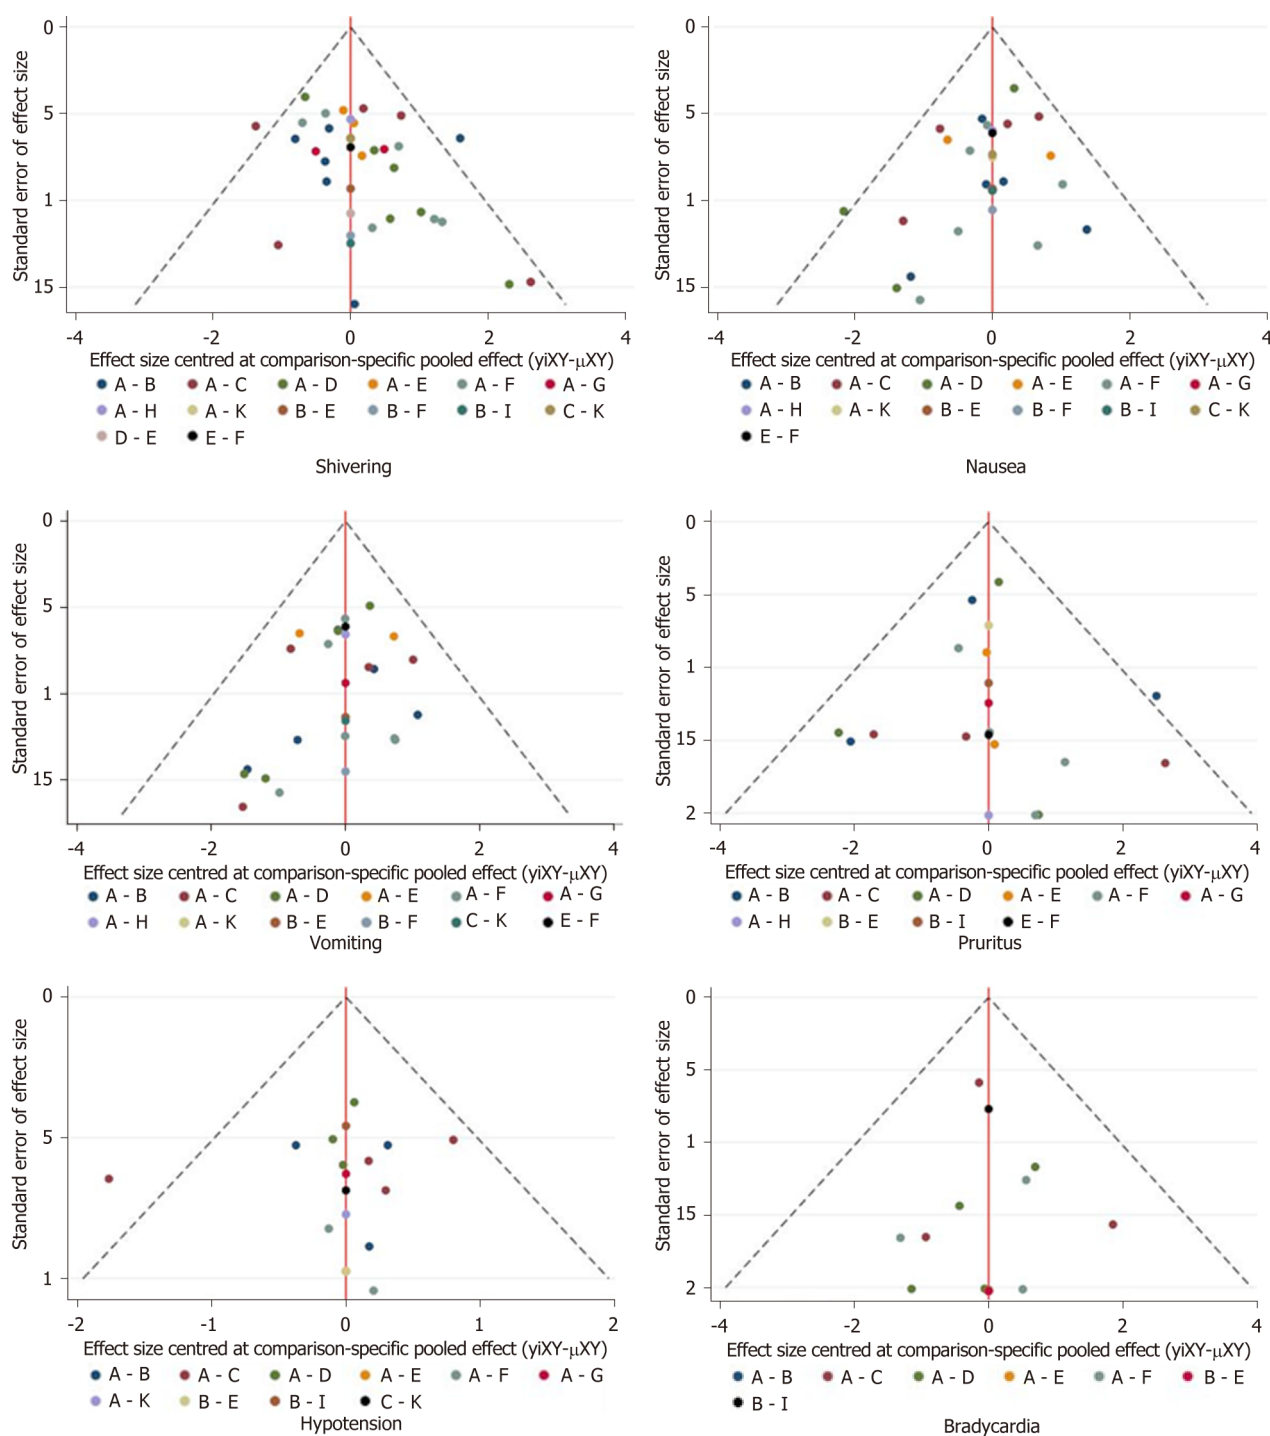 Standard error of effect size
0
5
1
15
-4
-2
0
2
4
Effect size centred at comparison-specific pooled effect (yiXY-μXY)
A - B A - C A - D A - E A - F A - G
A - H A - K B - E B - F B - I C - K
D - E E - F
Shivering
Standard error of effect size
0
5
1
15
-4
-2
0
2
4
Effect size centred at comparison-specific pooled effect (yiXY-μXY)
A - B A - C A - D A - E A - F A - G
A - H A - K B - E B - F B - I C - K
E - F
Nausea
Standard error of effect size
0
5
1
15
-4
-2
0
2
4
Effect size centred at comparison-specific pooled effect (yiXY-μXY)
A - B A - C A - D A - E A - F A - G
A - H A - K B - E B - F C - K E - F
Vomiting
Standard error of effect size
0
5
1
15
2
-4
-2
0
2
4
Effect size centred at comparison-specific pooled effect (yiXY-μXY)
A - B A - C A - D A - E A - F A - G
A - H B - E B - I E - F
Pruritus
Standard error of effect size
0
5
1
-2
-1
0
1
2
Effect size centred at comparison-specific pooled effect (yiXY-μXY)
A - B A - C A - D A - E A - F A - G
A - K B - E B - I C - K
Hypotension
Standard error of effect size
0
5
1
15
2
-4
-2
0
2
4
Effect size centred at comparison-specific pooled effect (yiXY-μXY)
A - B A - C A - D A - E A - F B - E
B - I
Bradycardia